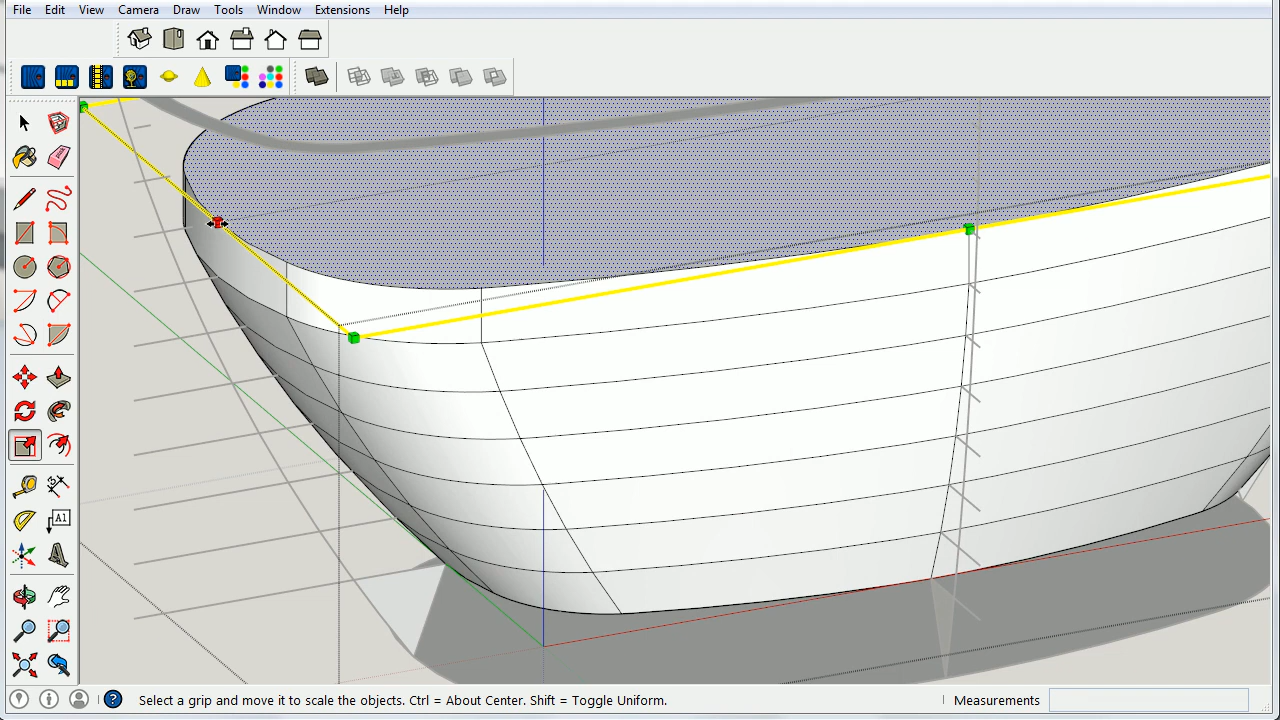 File Edit View Camera Draw Tools Window Extensions Help
A1
Select a grip and move it to scale the objects. Ctrl = About Center. Shift = Toggle Uniform.
Measurements